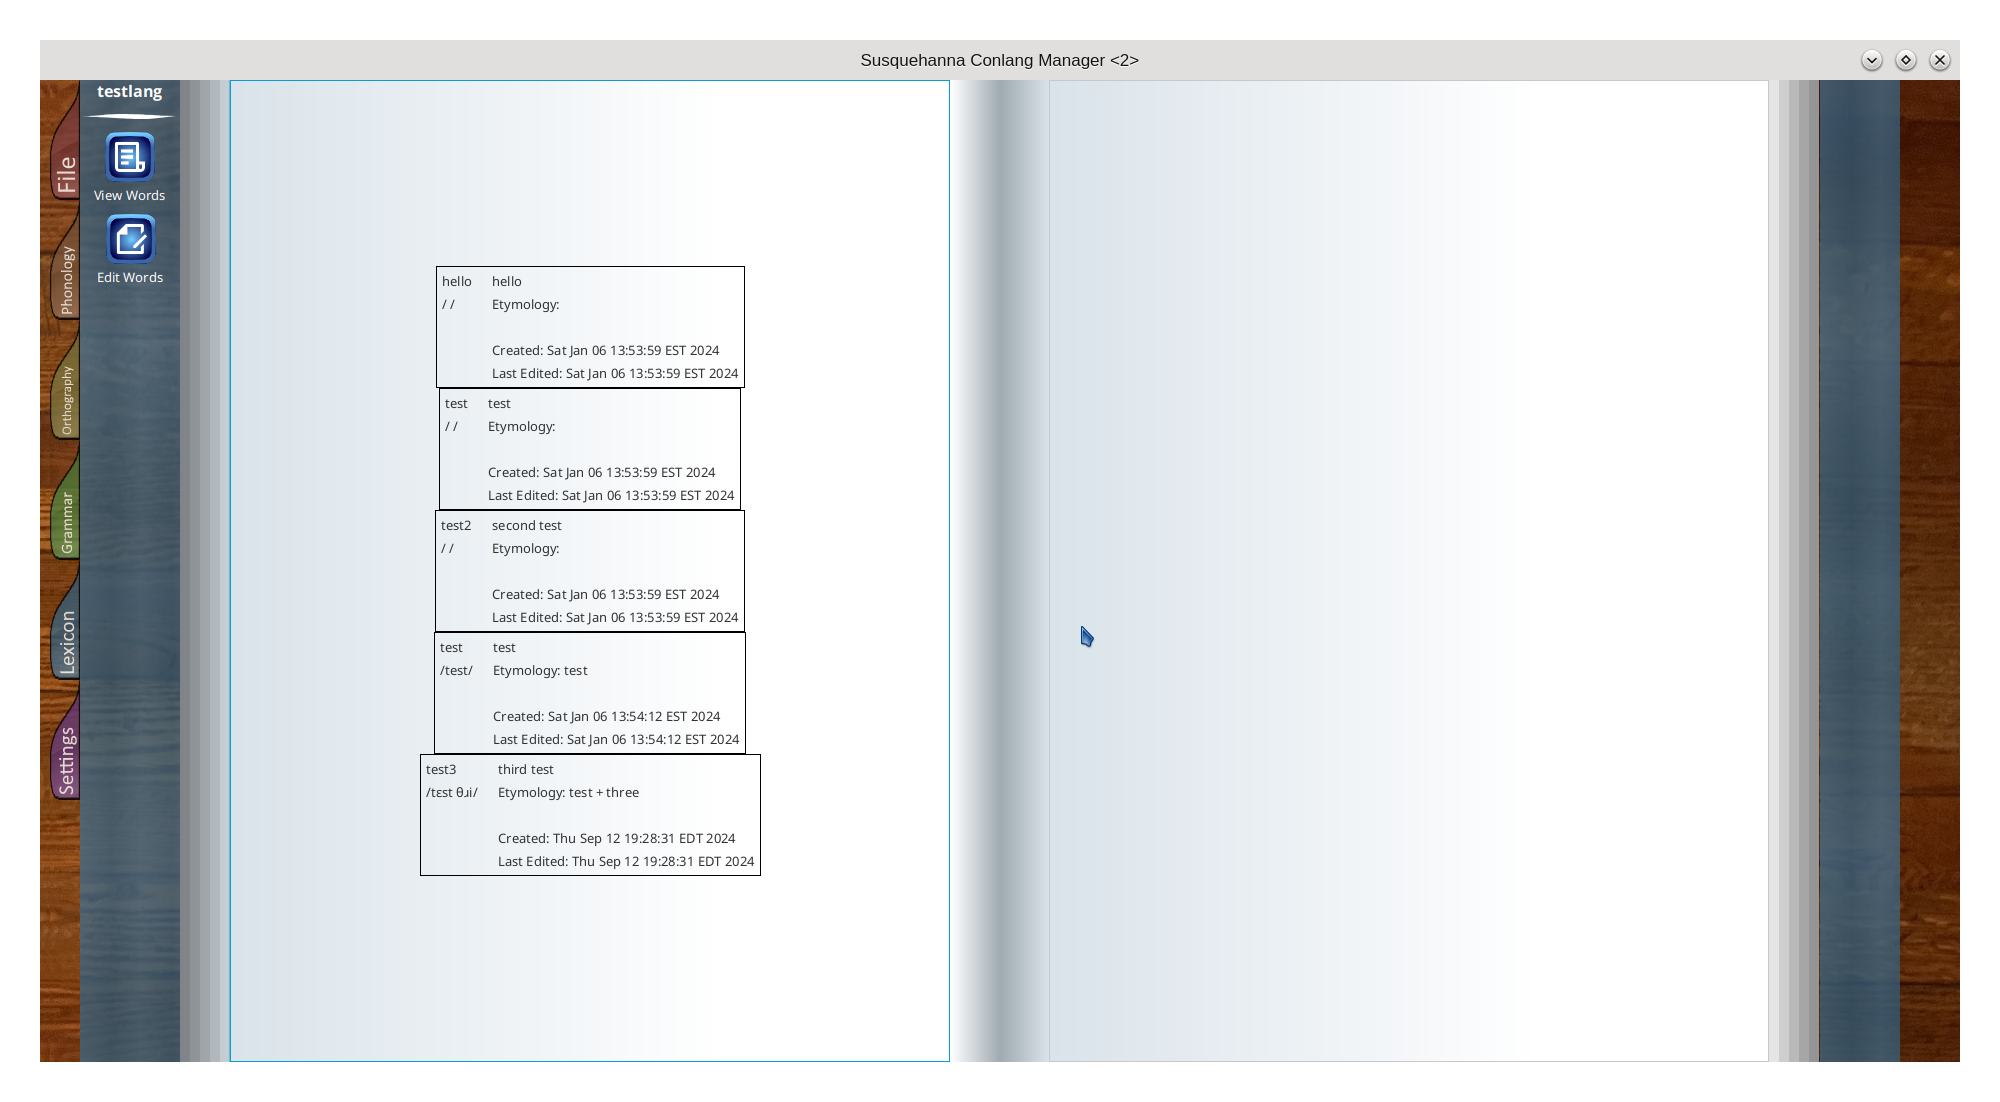 Susquehanna Conlang Manager <2>
testlang
View Words
Edit Words
File
Phonology
Orthography
Grammar
Lexicon
Settings
hello hello
/ / Etymology:
Created: Sat Jan 06 13:53:59 EST 2024
Last Edited: Sat Jan 06 13:53:59 EST 2024
test test
/ / Etymology:
Created: Sat Jan 06 13:53:59 EST 2024
Last Edited: Sat Jan 06 13:53:59 EST 2024
test2 second test
/ / Etymology:
Created: Sat Jan 06 13:53:59 EST 2024
Last Edited: Sat Jan 06 13:53:59 EST 2024
test test
/test/ Etymology: test
Created: Sat Jan 06 13:54:12 EST 2024
Last Edited: Sat Jan 06 13:54:12 EST 2024
test3 third test
/tɛst θɹi/ Etymology: test + three
Created: Thu Sep 12 19:28:31 EDT 2024
Last Edited: Thu Sep 12 19:28:31 EDT 2024